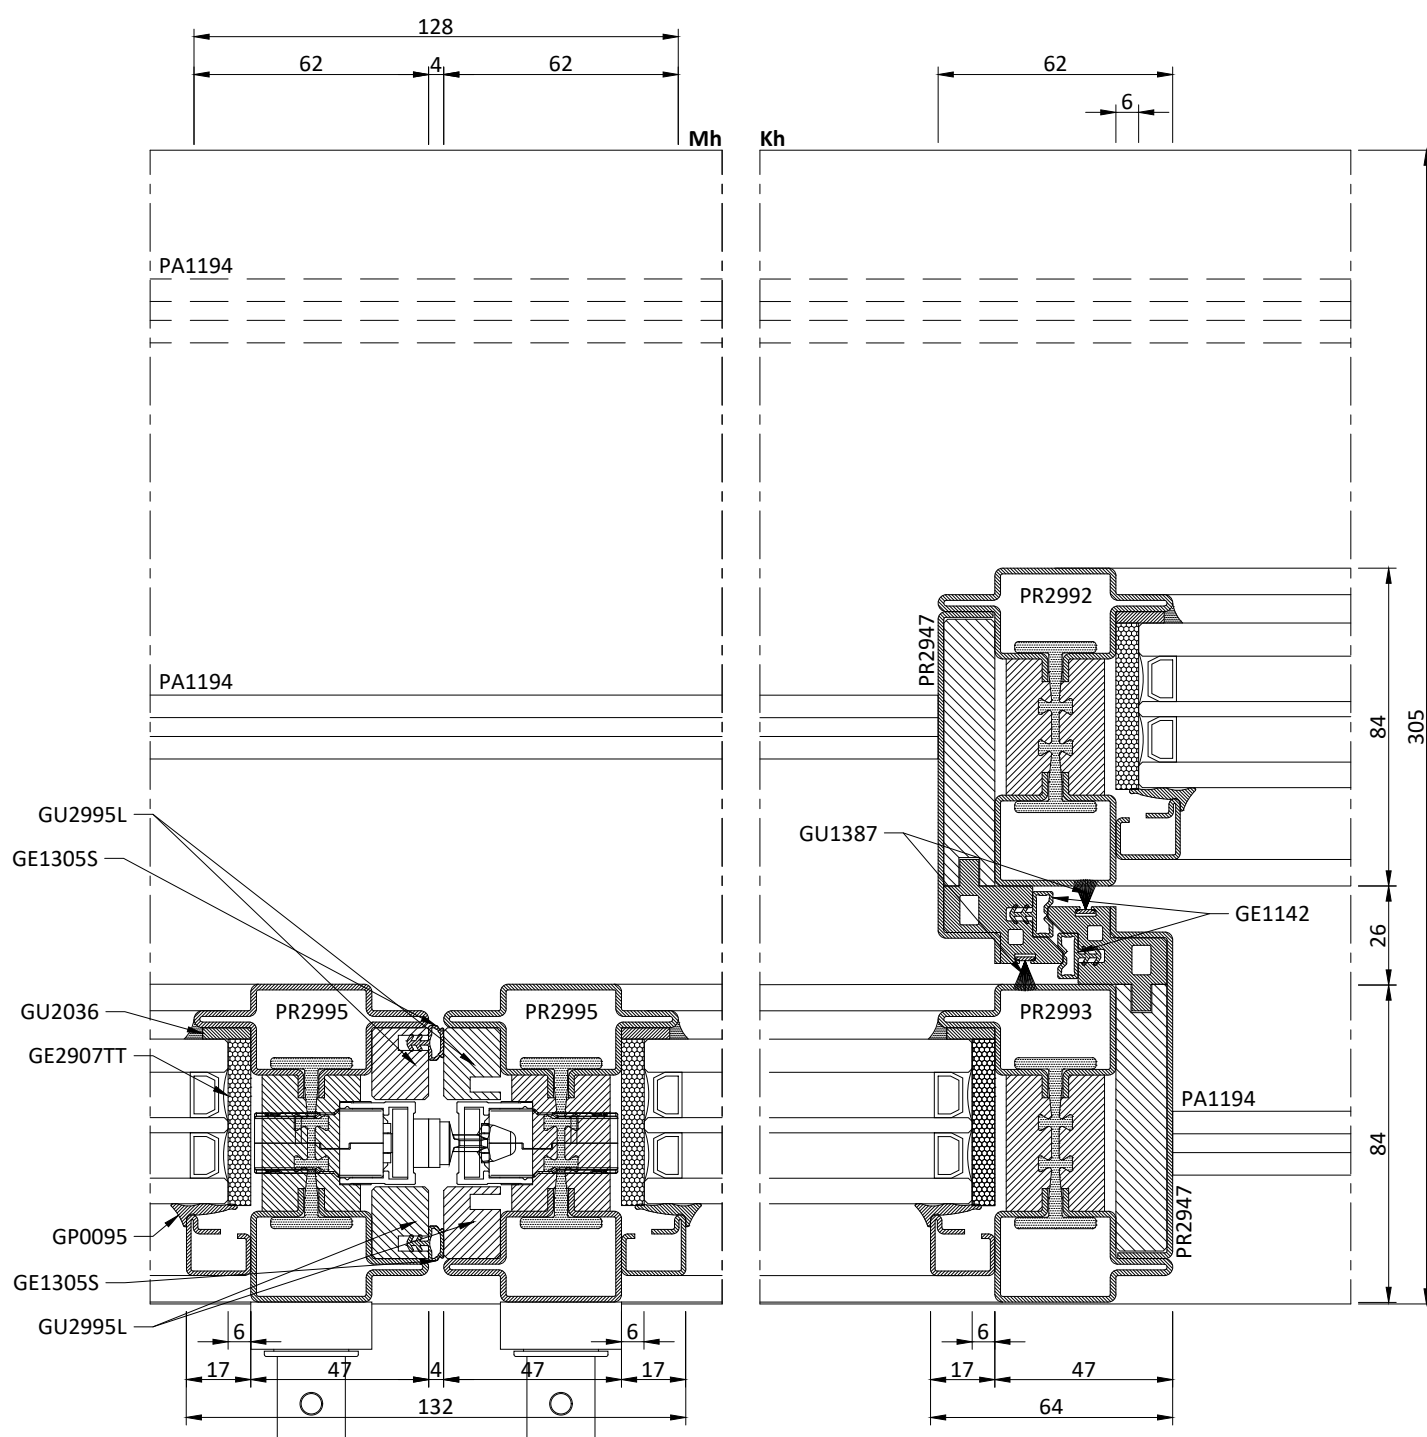 128
62 4 62
62
6
Mh Kh
PA1194
PR2992
PR2947
PA1194
84
305
GU2995L
GU1387
GE1305S
GE1142
26
GU2036
PR2995 PR2995
PR2993
GE2907TT
PA1194
84
GP0095
PR2947
GE1305S
GU2995L
6 6 6
17 47 4 47 17
17 47
132
64